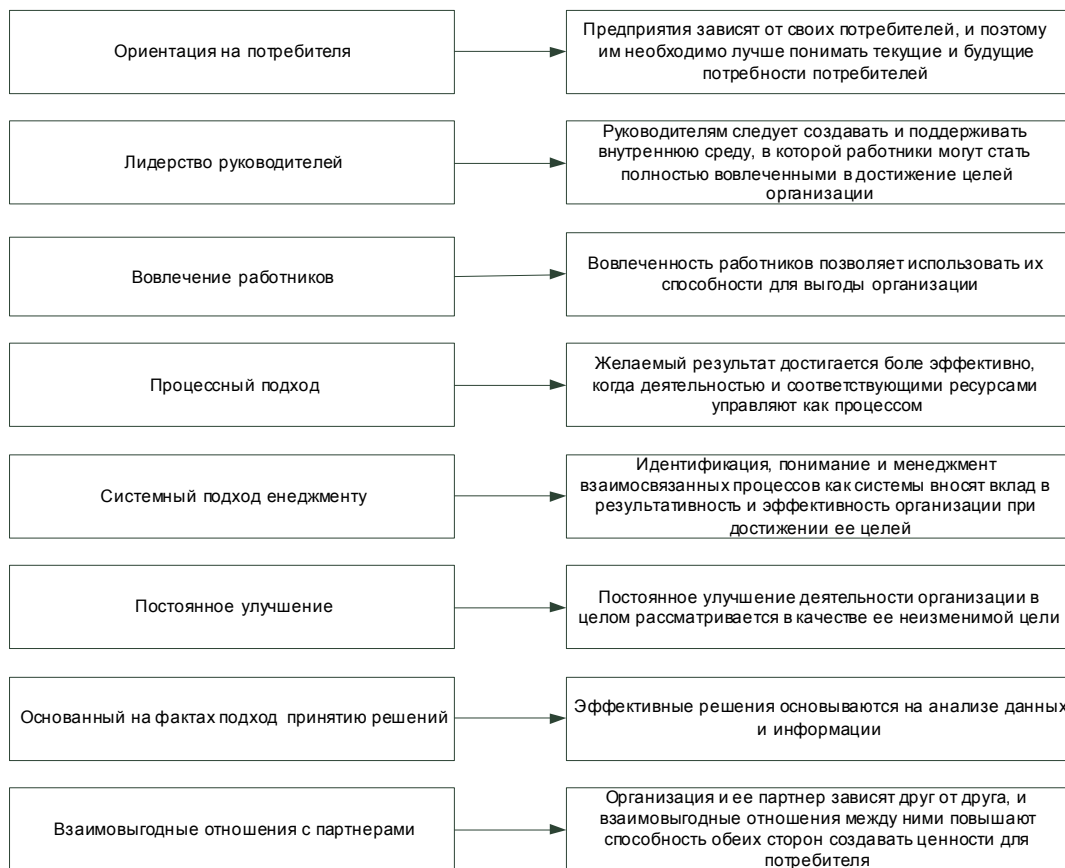 Ориентация на потребителя
Предприятия зависят от своих потребителей, и поэтому
им необходимо лучше понимать текущие и будущие
потребности потребителей
Лидерство руководителей
Руководителям следует создавать и поддерживать
внутреннюю среду, в которой работники могут стать
полностью вовлеченными в достижение целей
организации
Вовлечение работников
Вовлеченность работников позволяет использовать их
способности для выгоды организации
Процессный подход
Желаемый результат достигается боле эффективно,
когда деятельностью и соответствующими ресурсами
управляют как процессом
Системный подход енеджменту
Идентификация, понимание и менеджмент
взаимосвязанных процессов как системы вносят вклад в
результативность и эффективность организации при
достижении ее целей
Постоянное улучшение
Постоянное улучшение деятельности организации в
целом рассматривается в качестве ее неизменимой цели
Основанный на фактах подход принятию решений
Эффективные решения основываются на анализе данных
и информации
Взаимовыгодные отношения с партнерами
Организация и ее партнер зависят друг от друга, и
взаимовыгодные отношения между ними повышают
способность обеих сторон создавать ценности для
потребителя